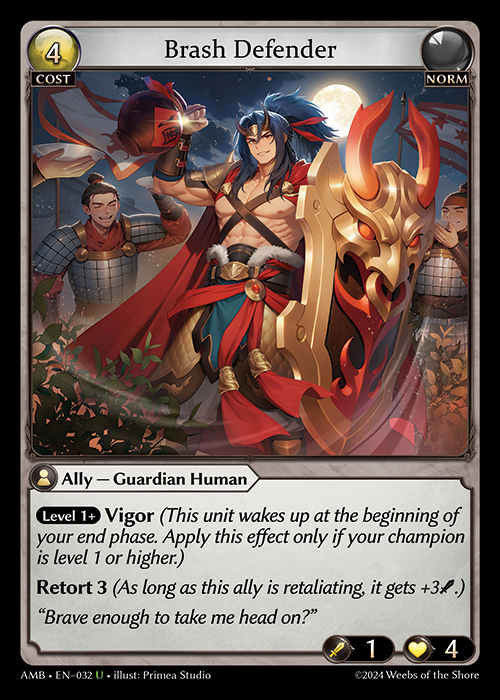 4
COST
Brash Defender
NORM
Ally — Guardian Human
Level 1+ Vigor (This unit wakes up at the beginning of
your end phase. Apply this effect only if your champion
is level 1 or higher.)
Retort 3 (As long as this ally is retaliating, it gets +3.)
“Brave enough to take me head on?”
1
4
AMB • EN–032 U • illust: Primea Studio
©2024 Weebs of the Shore